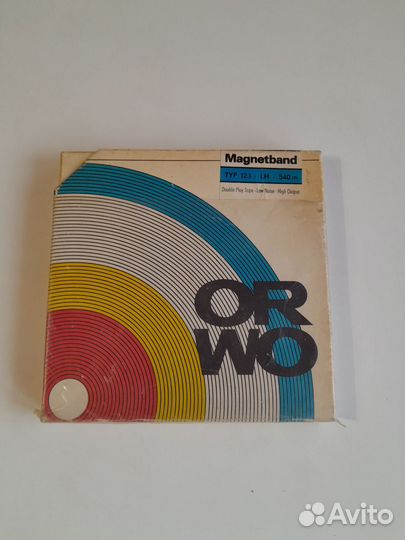 Magnetband
TYP 123 · LH · 540 m
Double Play Tape · Low Noise · High Output
OR
WO
Avito